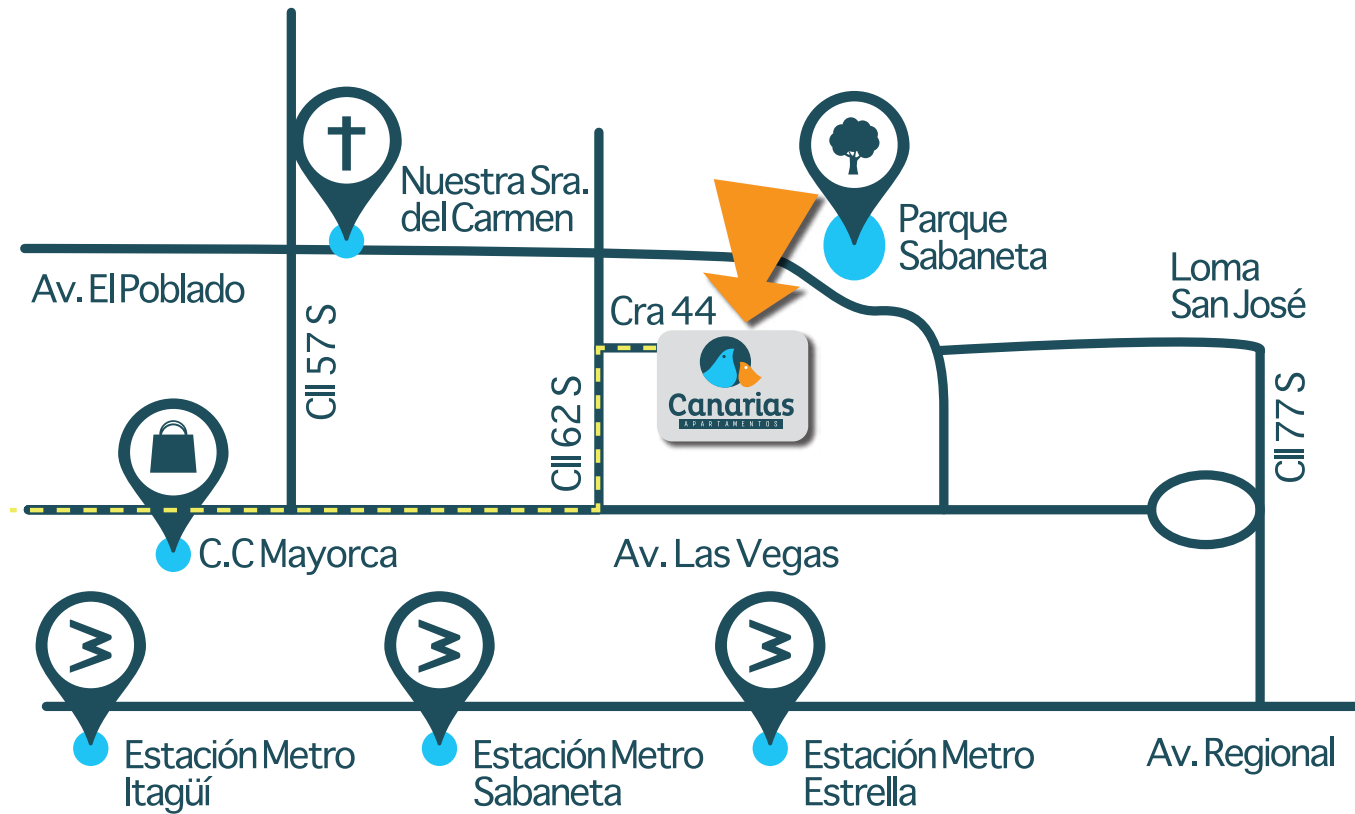 Nuestra Sra.
del Carmen
Parque
Sabaneta
Av. El Poblado
Loma
San José
Cra 44
Cll 57 S
Cll 62 S
Canarias
APARTAMENTOS
Cll 77 S
C.C Mayorca
Av. Las Vegas
Estación Metro
Itagüí
Estación Metro
Sabaneta
Estación Metro
Estrella
Av. Regional